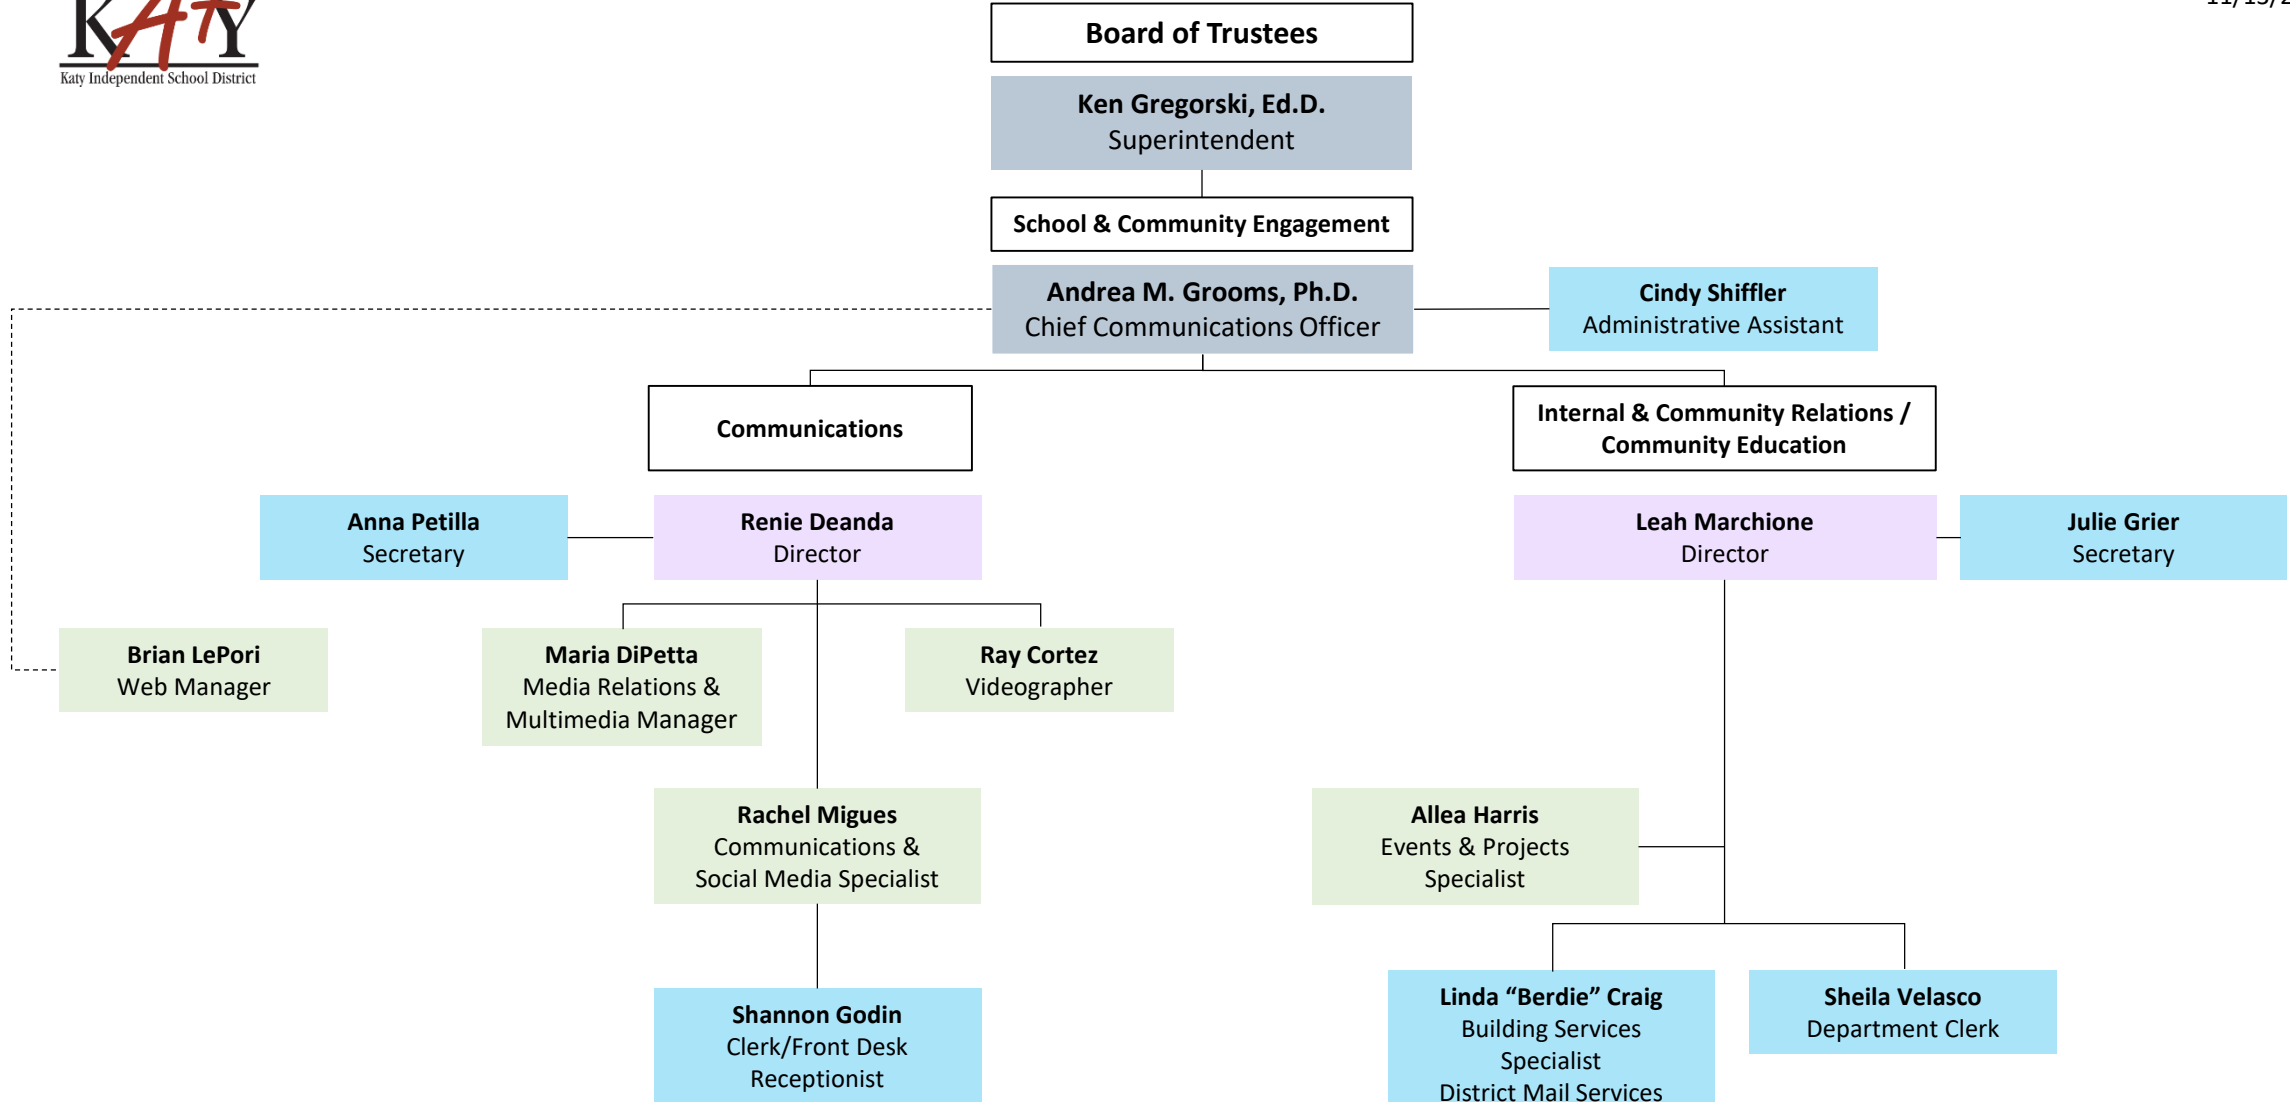 KATY
Katy Independent School District
Board of Trustees
Ken Gregorski, Ed.D.
Superintendent
School & Community Engagement
Andrea M. Grooms, Ph.D.
Chief Communications Officer
Cindy Shiffler
Administrative Assistant
Communications
Internal & Community Relations /
Community Education
Anna Petilla
Secretary
Renie Deanda
Director
Leah Marchione
Director
Julie Grier
Secretary
Brian LePori
Web Manager
Maria DiPetta
Media Relations &
Multimedia Manager
Ray Cortez
Videographer
Rachel Migues
Communications &
Social Media Specialist
Allea Harris
Events & Projects
Specialist
Shannon Godin
Clerk/Front Desk
Receptionist
Linda “Berdie” Craig
Building Services
Specialist
District Mail Services
Sheila Velasco
Department Clerk